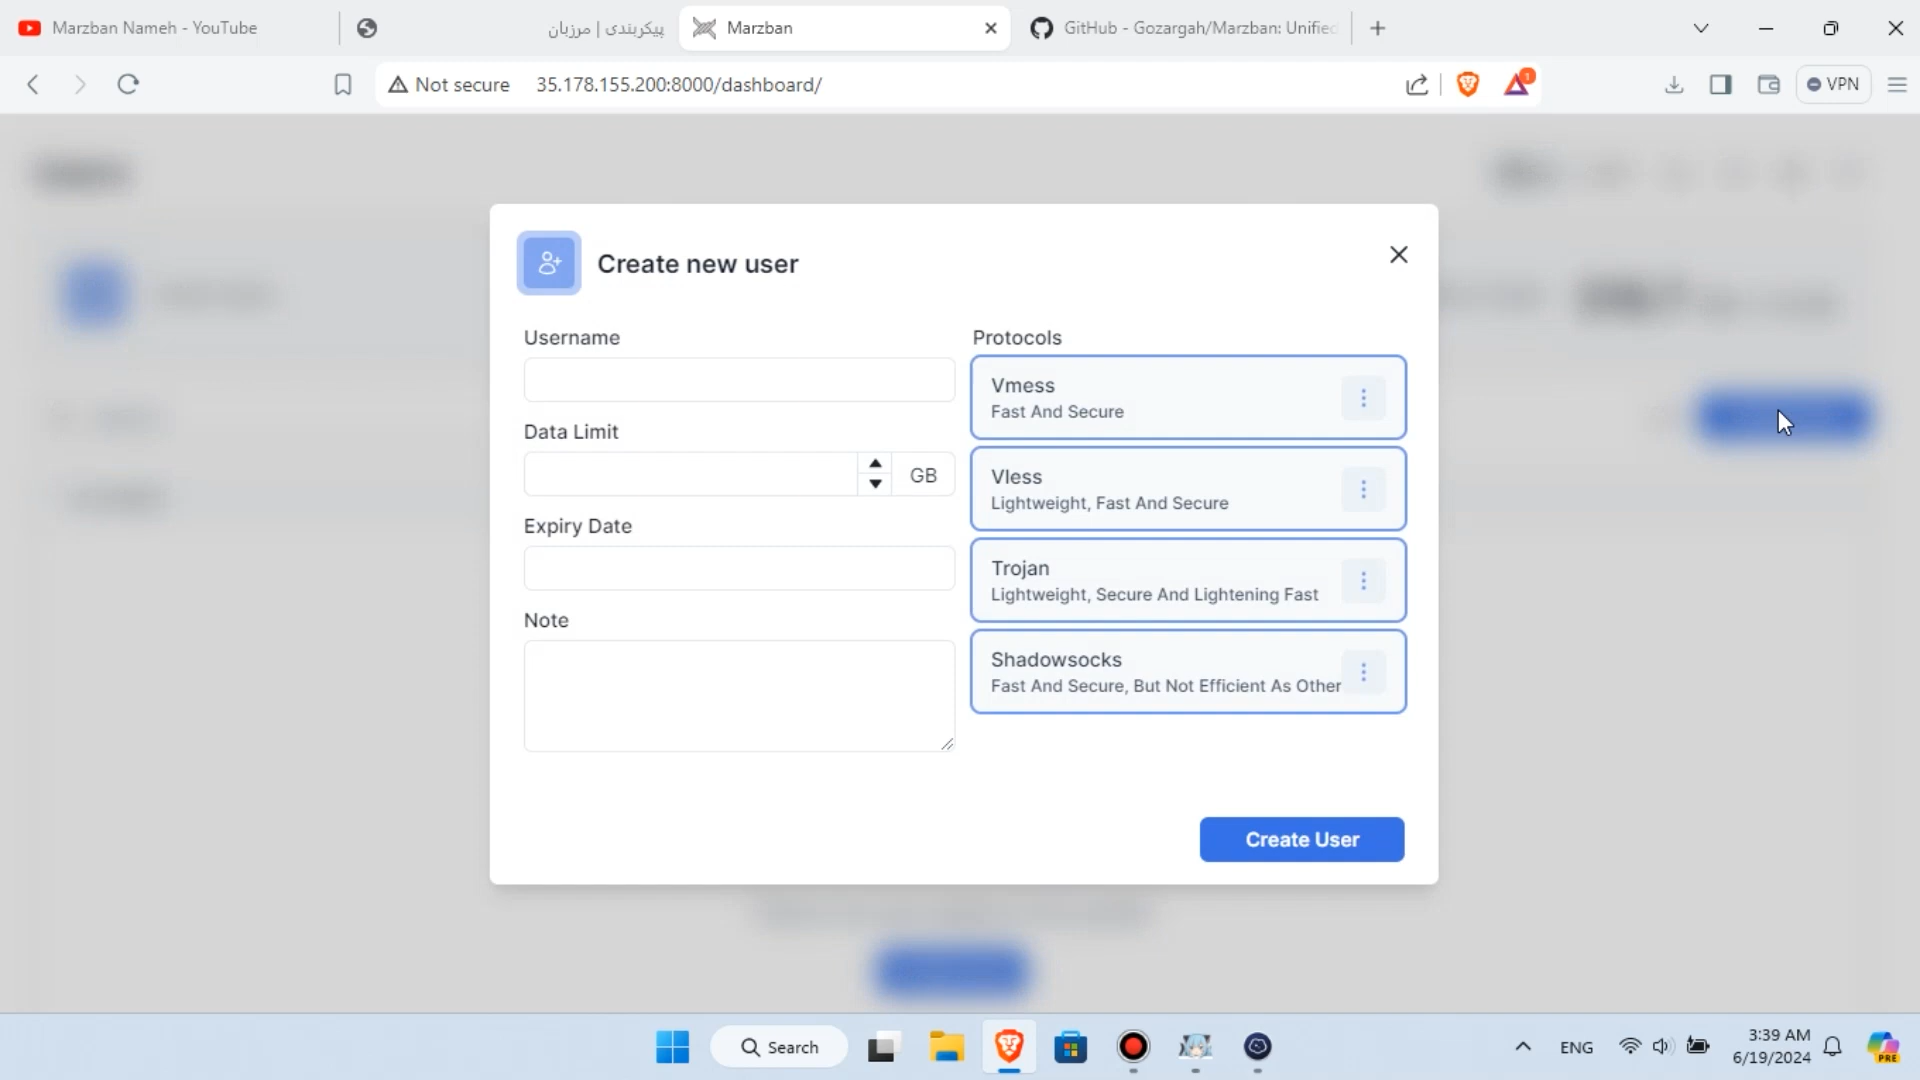 Marzban Nameh - YouTube
پیکربندی | مرزبان
Marzban
GitHub - Gozargah/Marzban: Unified
Not secure
35.178.155.200:8000/dashboard/
1
VPN
Create new user
Username
Data Limit
GB
Expiry Date
Note
Protocols
Vmess
Fast And Secure
Vless
Lightweight, Fast And Secure
Trojan
Lightweight, Secure And Lightening Fast
Shadowsocks
Fast And Secure, But Not Efficient As Other
Create User
Search
ENG
3:39 AM
6/19/2024
PRE